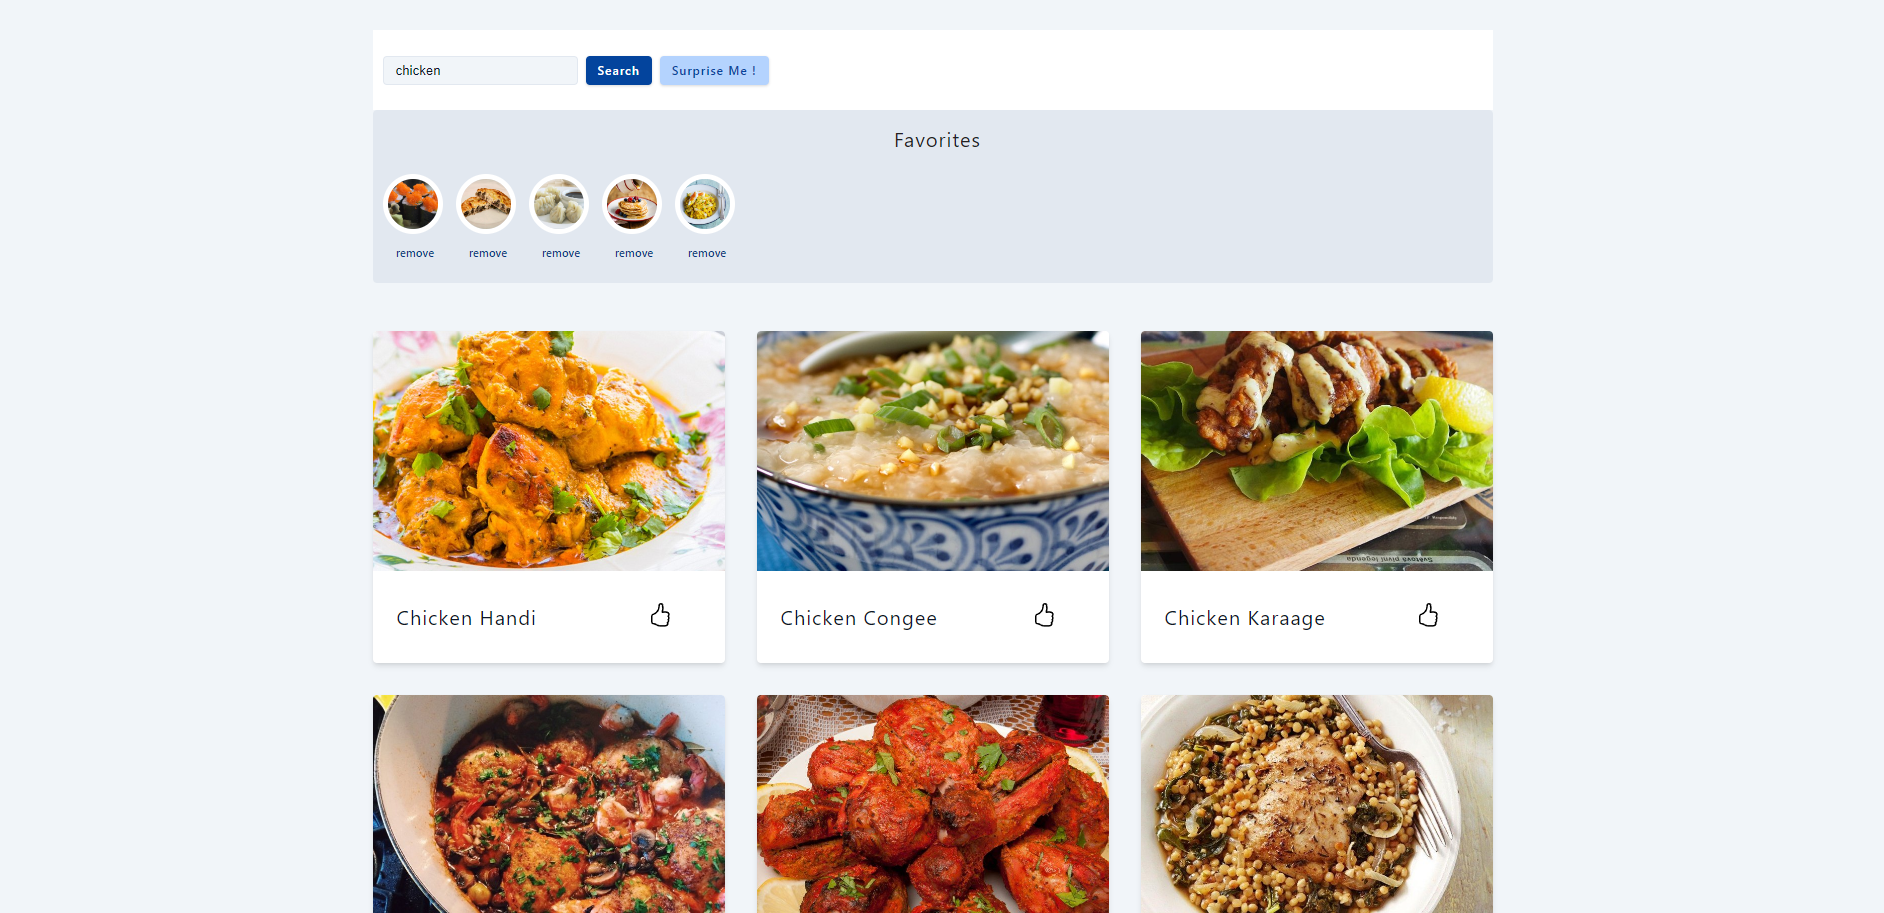 chicken
Search
Surprise Me !
Favorites
remove remove remove remove remove
Chicken Handi
Chicken Congee
Chicken Karaage